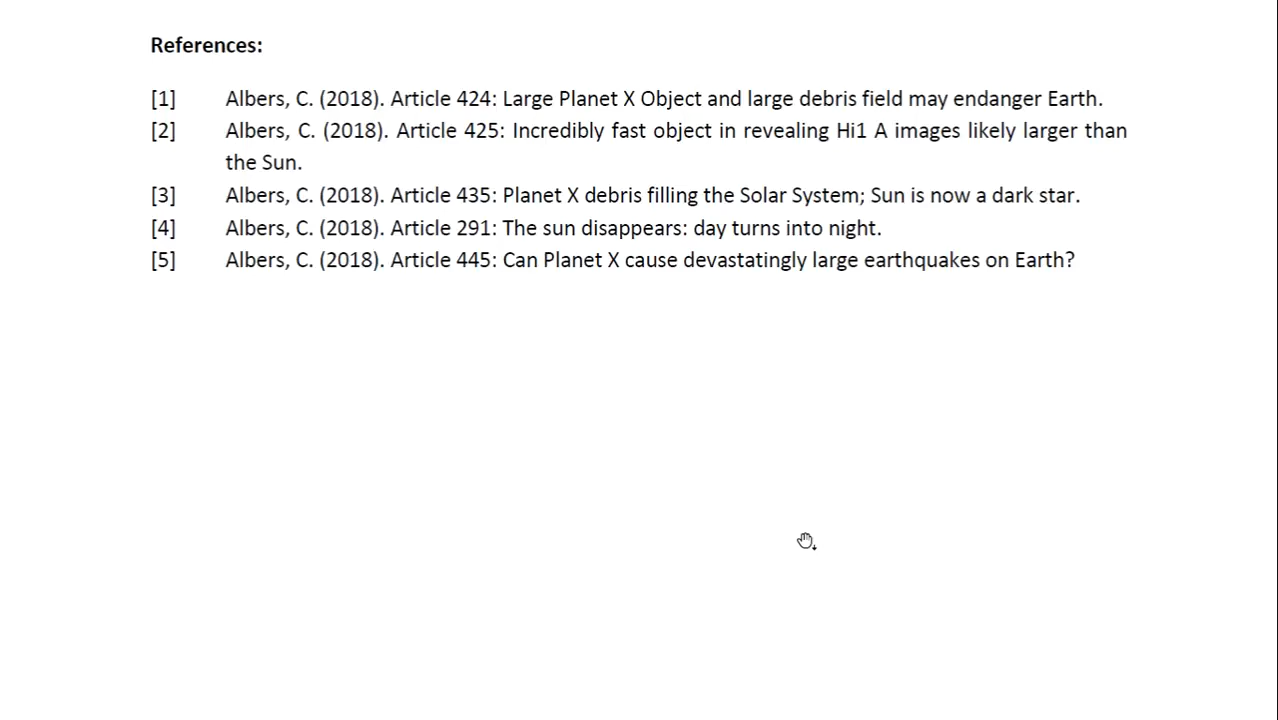 References:
[1] Albers, C. (2018). Article 424: Large Planet X Object and large debris field may endanger Earth.
[2] Albers, C. (2018). Article 425: Incredibly fast object in revealing Hi1 A images likely larger than
the Sun.
[3] Albers, C. (2018). Article 435: Planet X debris filling the Solar System; Sun is now a dark star.
[4] Albers, C. (2018). Article 291: The sun disappears: day turns into night.
[5] Albers, C. (2018). Article 445: Can Planet X cause devastatingly large earthquakes on Earth?